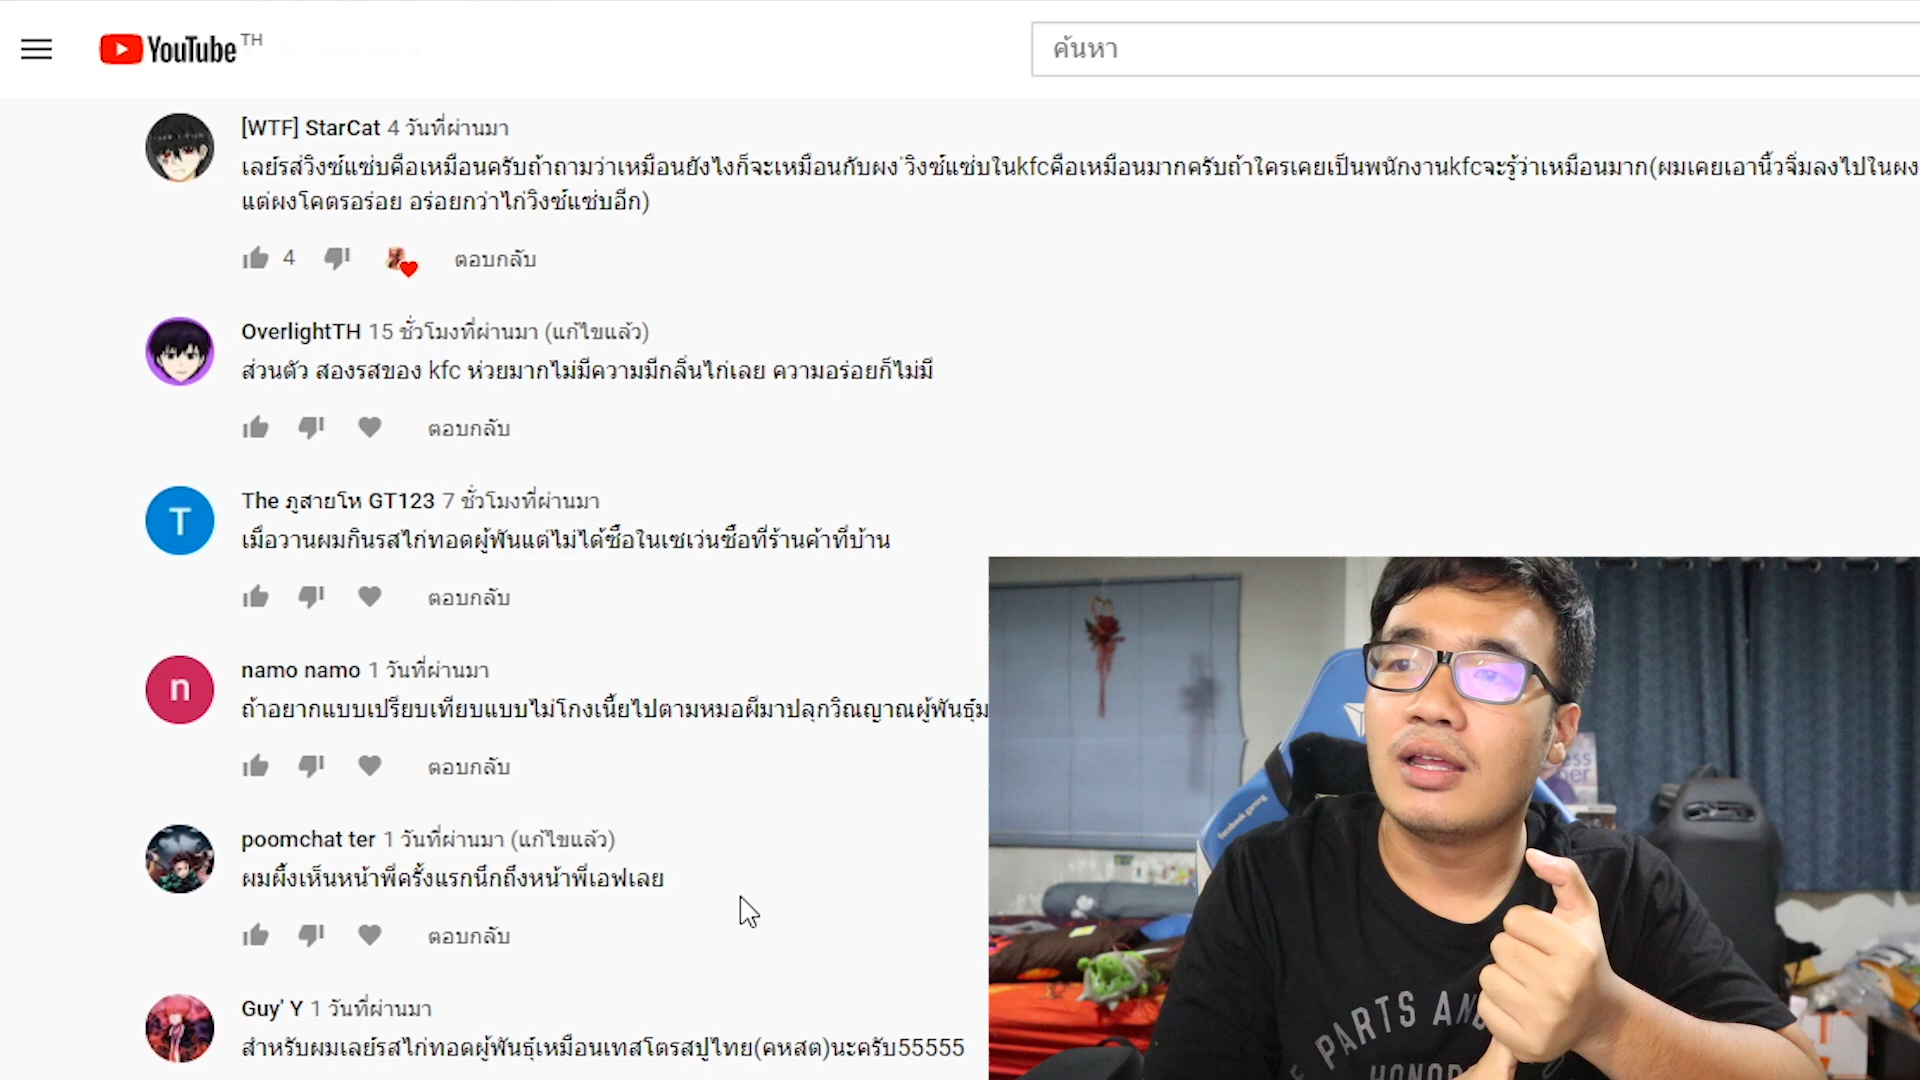 YouTube TH
ค้นหา
[WTF] StarCat 4 วันที่ผ่านมา
เลย์รส่วิงซ์แซ่บคือเหมือนครับถ้าถามว่าเหมือนยังไงก็จะเหมือนกับผง ่วิงซ์แซ่บในkfcคือเหมือนมากครับถ้าใครเคยเป็นพนักงานkfcจะรู้ว่าเหมือนมาก(ผมเคยเอานิ้วจิ่มลงไปในผง
แต่ผงโคตรอร่อย อร่อยกว่าไก่วิงซ์แซ่บอีก)
4 ตอบกลับ
OverlightTH 15 ชั่วโมงที่ผ่านมา (แก้ไขแล้ว)
ส่วนตัว สองรสของ kfc ห่วยมากไม่มีความมีกลิ่นไก่เลย ความอร่อยก็ไม่มี
ตอบกลับ
T
The ภูสายโห GT123 7 ชั่วโมงที่ผ่านมา
เมื่อวานผมกินรสไก่ทอดผู้พันแต่ไม่ได้ซื้อในเซเว่นซื้อที่ร้านค้าที่บ้าน
ตอบกลับ
n
namo namo 1 วันที่ผ่านมา
ถ้าอยากแบบเปรียบเทียบแบบไม่โกงเนี้ยไปตามหมอผีมาปลุกวิณญาณผู้พันธุ์ม
ตอบกลับ
poomchat ter 1 วันที่ผ่านมา (แก้ไขแล้ว)
ผมผึ้งเห็นหน้าพี่ครั้งแรกนึกถึงหน้าพี่เอฟเลย
ตอบกลับ
Guy' Y 1 วันที่ผ่านมา
สำหรับผมเลย์รสไก่ทอดผู้พันธุ์เหมือนเทสโตรสปูไทย(คหสต)นะครับ55555
facebook gaming
PARTS AN
HONOR